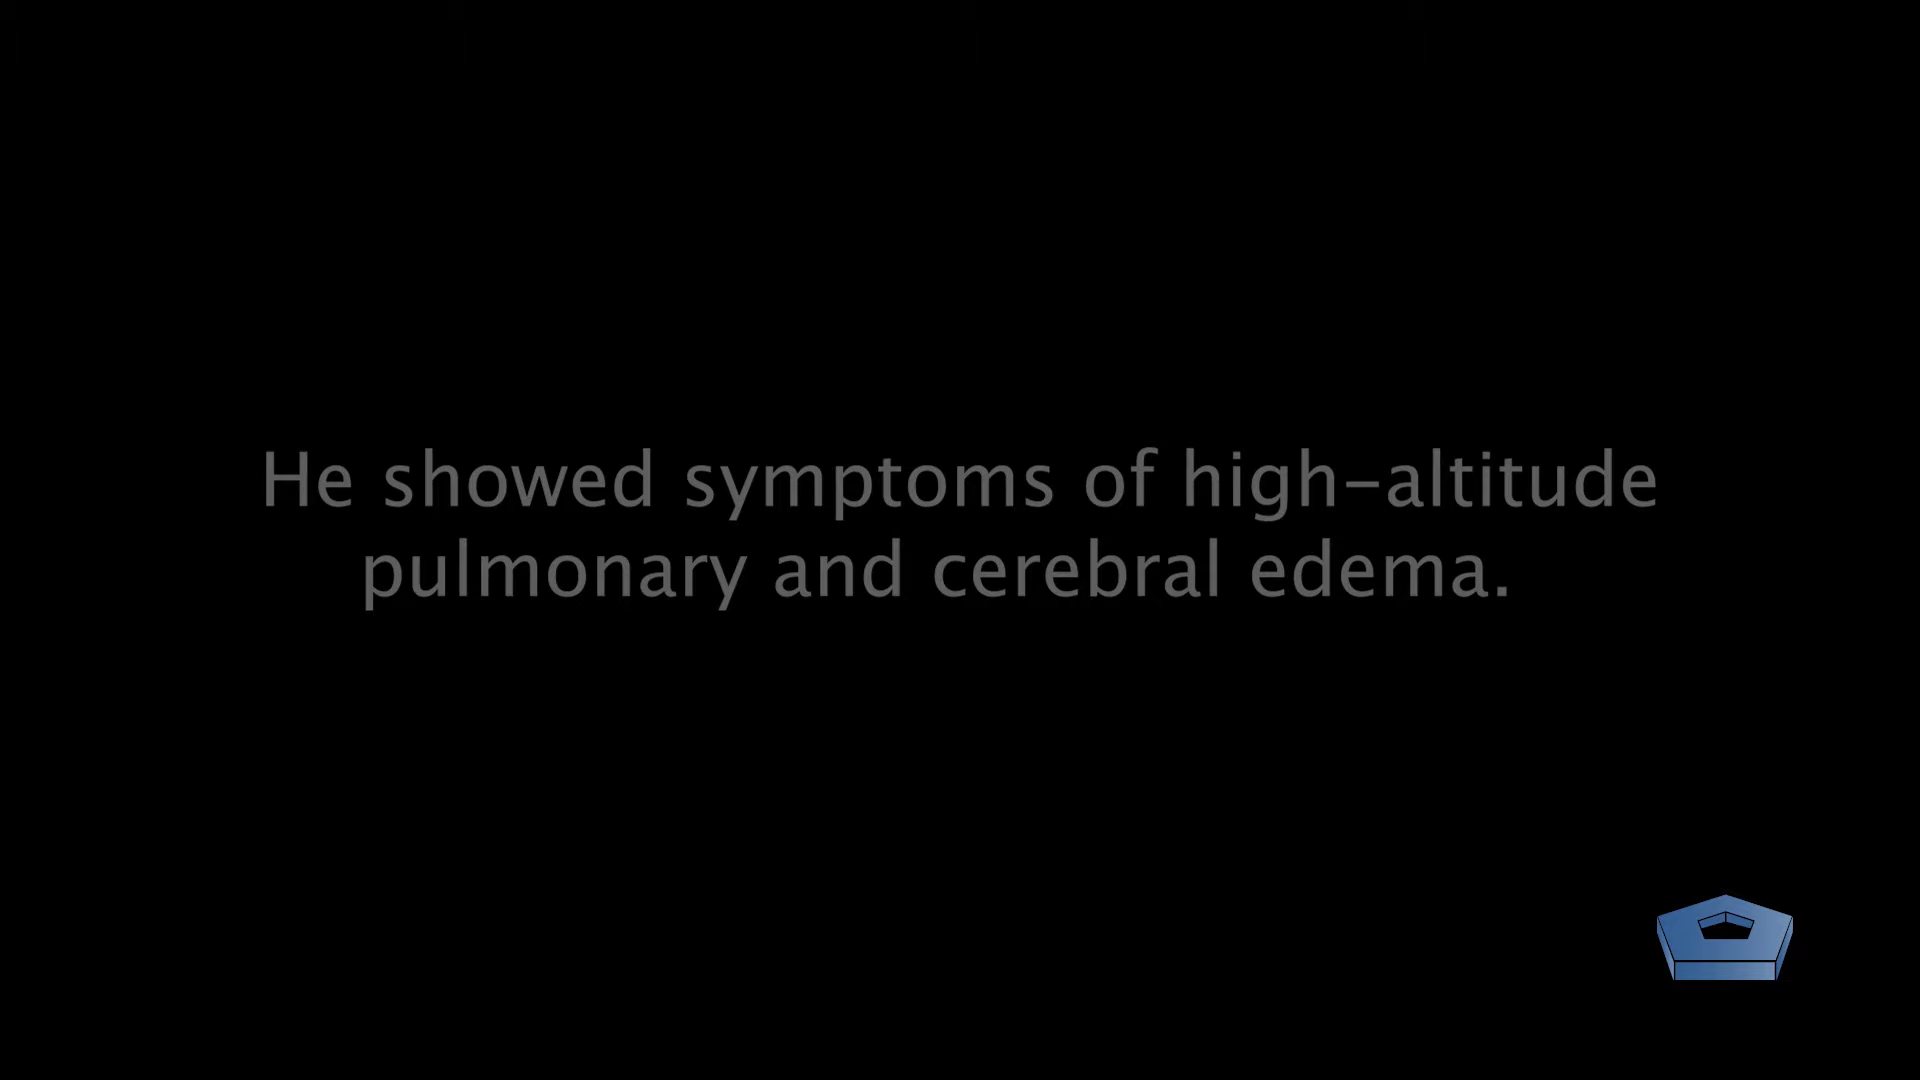 He showed symptoms of high-altitude
pulmonary and cerebral edema.